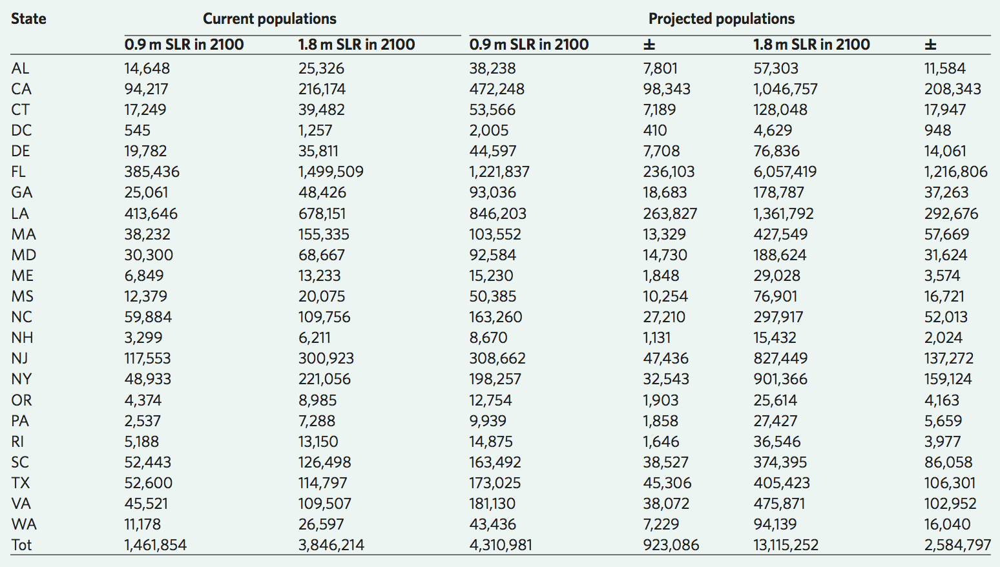 State Current populations Projected populations
0.9 m SLR in 2100 1.8 m SLR in 2100 0.9 m SLR in 2100 ± 1.8 m SLR in 2100 ±
AL 14,648 25,326 38,238 7,801 57,303 11,584
CA 94,217 216,174 472,248 98,343 1,046,757 208,343
CT 17,249 39,482 53,566 7,189 128,048 17,947
DC 545 1,257 2,005 410 4,629 948
DE 19,782 35,811 44,597 7,708 76,836 14,061
FL 385,436 1,499,509 1,221,837 236,103 6,057,419 1,216,806
GA 25,061 48,426 93,036 18,683 178,787 37,263
LA 413,646 678,151 846,203 263,827 1,361,792 292,676
MA 38,232 155,335 103,552 13,329 427,549 57,669
MD 30,300 68,667 92,584 14,730 188,624 31,624
ME 6,849 13,233 15,230 1,848 29,028 3,574
MS 12,379 20,075 50,385 10,254 76,901 16,721
NC 59,884 109,756 163,260 27,210 297,917 52,013
NH 3,299 6,211 8,670 1,131 15,432 2,024
NJ 117,553 300,923 308,662 47,436 827,449 137,272
NY 48,933 221,056 198,257 32,543 901,366 159,124
OR 4,374 8,985 12,754 1,903 25,614 4,163
PA 2,537 7,288 9,939 1,858 27,427 5,659
RI 5,188 13,150 14,875 1,646 36,546 3,977
SC 52,443 126,498 163,492 38,527 374,395 86,058
TX 52,600 114,797 173,025 45,306 405,423 106,301
VA 45,521 109,507 181,130 38,072 475,871 102,952
WA 11,178 26,597 43,436 7,229 94,139 16,040
Tot 1,461,854 3,846,214 4,310,981 923,086 13,115,252 2,584,797